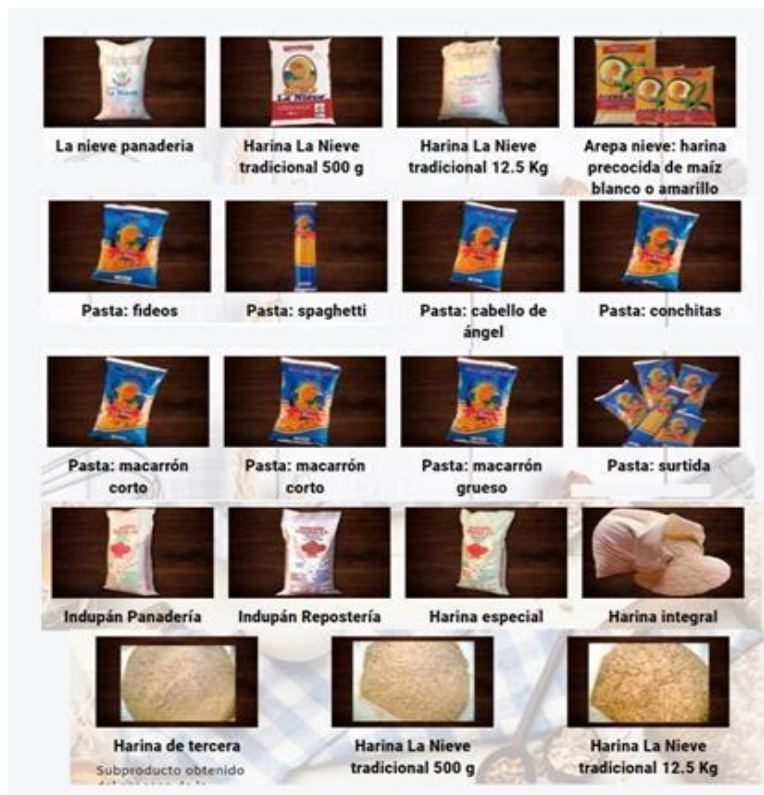 La nieve panaderia
Harina La Nieve
tradicional 500 g
Harina La Nieve
tradicional 12.5 Kg
Arepa nieve: harina
precocida de maíz
blanco o amarillo
Pasta: fideos
Pasta: spaghetti
Pasta: cabello de
ángel
Pasta: conchitas
Pasta: macarrón
corto
Pasta: macarrón
corto
Pasta: macarrón
grueso
Pasta: surtida
Indupán Panadería
Indupán Repostería
Harina especial
Harina integral
Harina de tercera
Subproducto obtenido
Harina La Nieve
tradicional 500 g
Harina La Nieve
tradicional 12.5 Kg